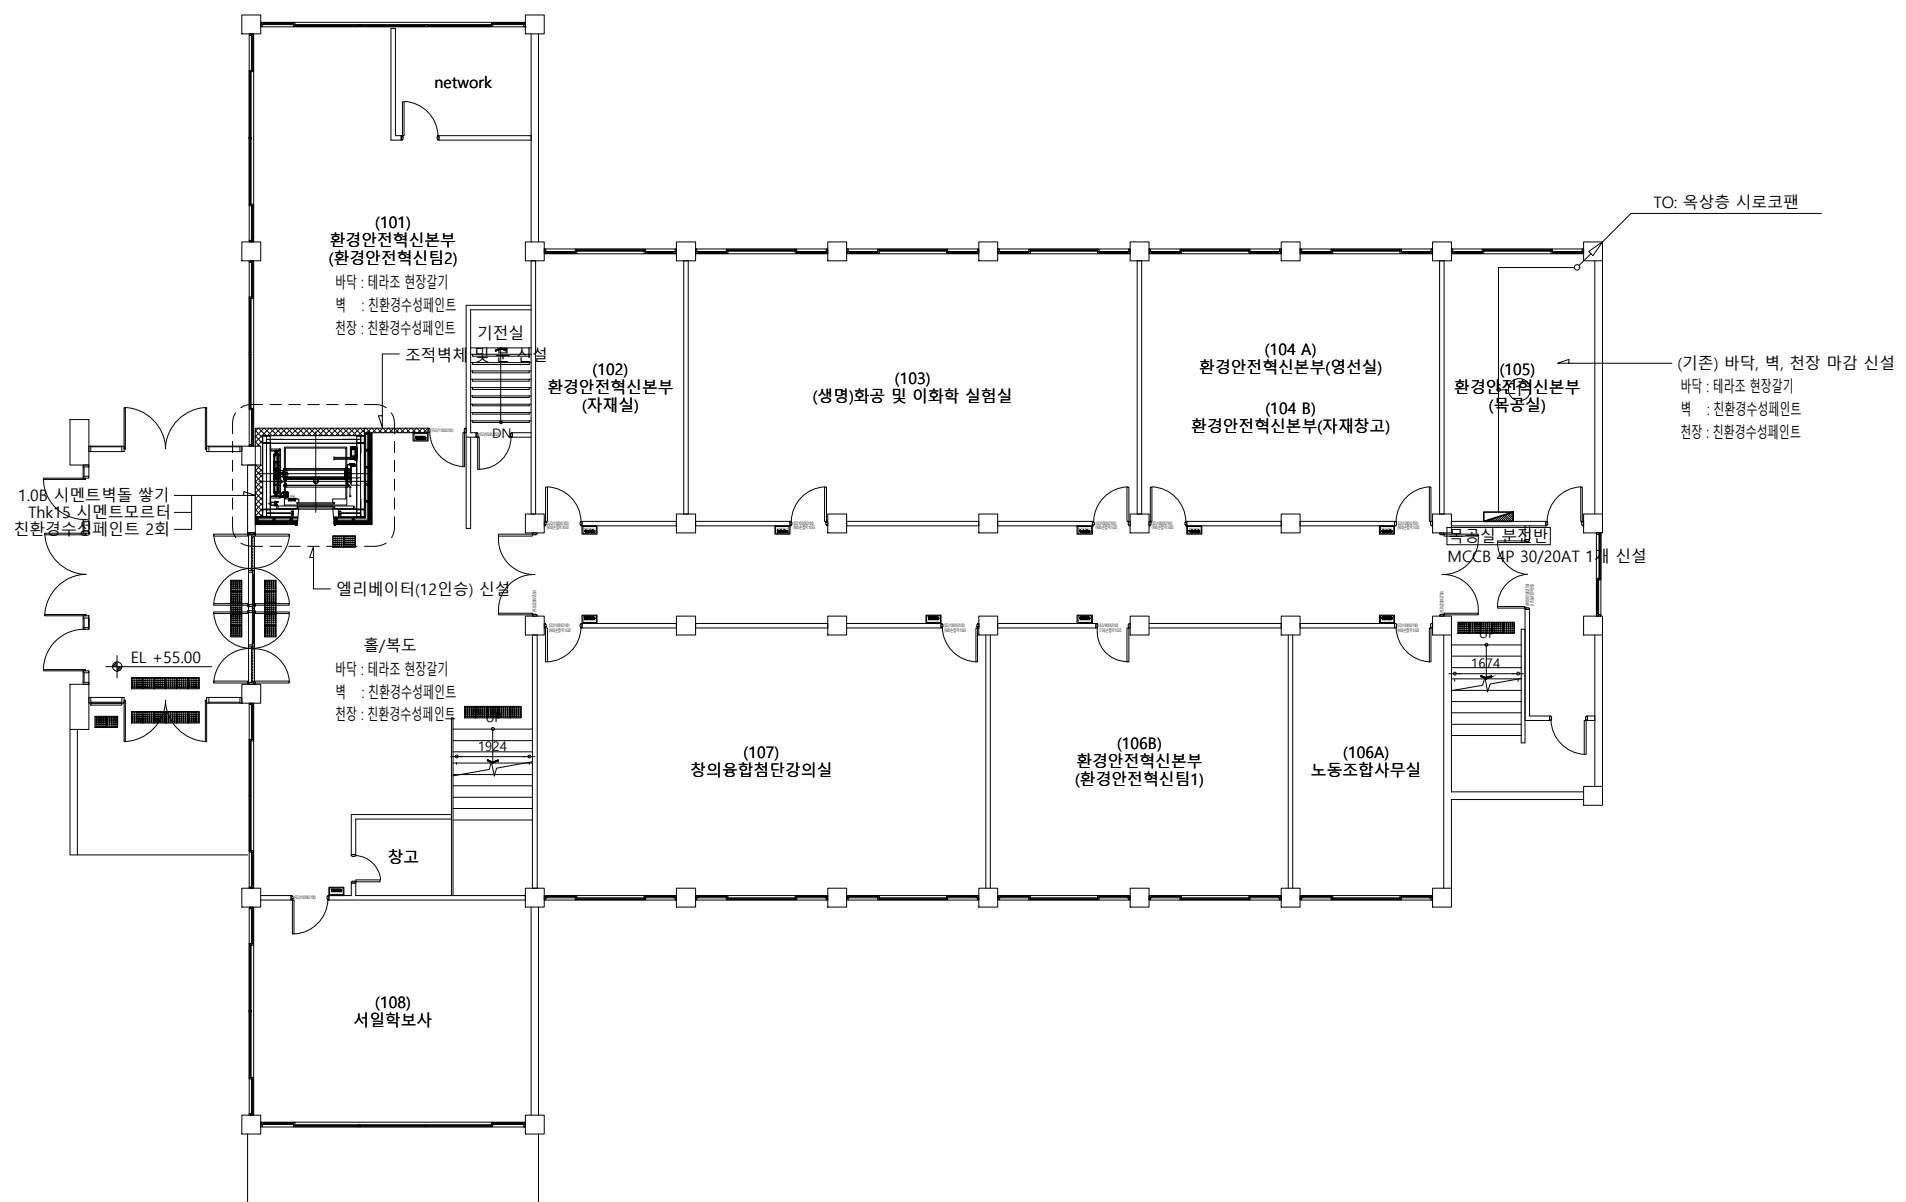 network
TO: 옥상층 시로코팬
(101)
환경안전혁신본부
(환경안전혁신팀2)
바닥 : 테라조 현장갈기
벽 : 친환경수성페인트
천장 : 친환경수성페인트
기전실
조적벽체 및 문 신설
DN
(102)
환경안전혁신본부
(자재실)
(103)
(생명)화공 및 이화학 실험실
(104 A)
환경안전혁신본부(영선실)
(104 B)
환경안전혁신본부(자재창고)
(105)
환경안전혁신본부
(목공실)
(기존) 바닥, 벽, 천장 마감 신설
바닥 : 테라조 현장갈기
벽 : 친환경수성페인트
천장 : 친환경수성페인트
1.0B 시멘트벽돌 쌓기
Thk15 시멘트모르터
친환경수성페인트 2회
목공실 분전반
MCCB 4P 30/20AT 1개 신설
엘리베이터(12인승) 신설
EL +55.00
홀/복도
바닥 : 테라조 현장갈기
벽 : 친환경수성페인트
천장 : 친환경수성페인트
UP
1924
UP
1674
(107)
창의융합첨단강의실
(106B)
환경안전혁신본부
(환경안전혁신팀1)
(106A)
노동조합사무실
창고
(108)
서일학보사